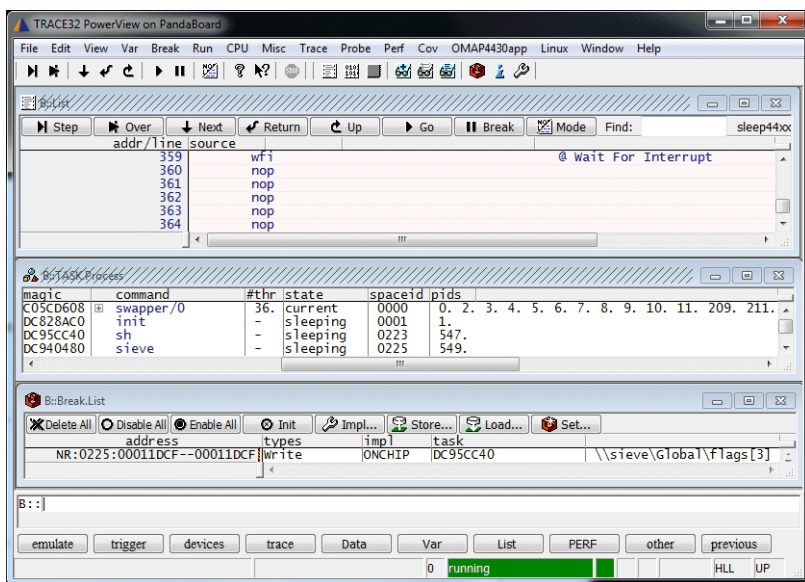 TRACE32 PowerView on PandaBoard
File Edit View Var Break Run CPU Misc Trace Probe Perf Cov OMAP4430app Linux Window Help
B::List
Step Over Next Return Up Go Break Mode Find: sleep44xx
addr/line source
359 wfi @ Wait For Interrupt
360 nop
361 nop
362 nop
363 nop
364 nop
B::TASK.Process
magic command #thr state spaceid pids
C05CD608 swapper/0 36. current 0000 0. 2. 3. 4. 5. 6. 7. 8. 9. 10. 11. 209. 211.
DC828AC0 init - sleeping 0001 1.
DC95CC40 sh - sleeping 0223 547.
DC940480 sieve - sleeping 0225 549.
B::Break.List
Delete All Disable All Enable All Init Impl... Store... Load... Set...
address types impl task
NR:0225:00011DCF--00011DCF Write ONCHIP DC95CC40 \\sieve\Global\flags[3]
B::
emulate trigger devices trace Data Var List PERF other previous
0 running HLL UP